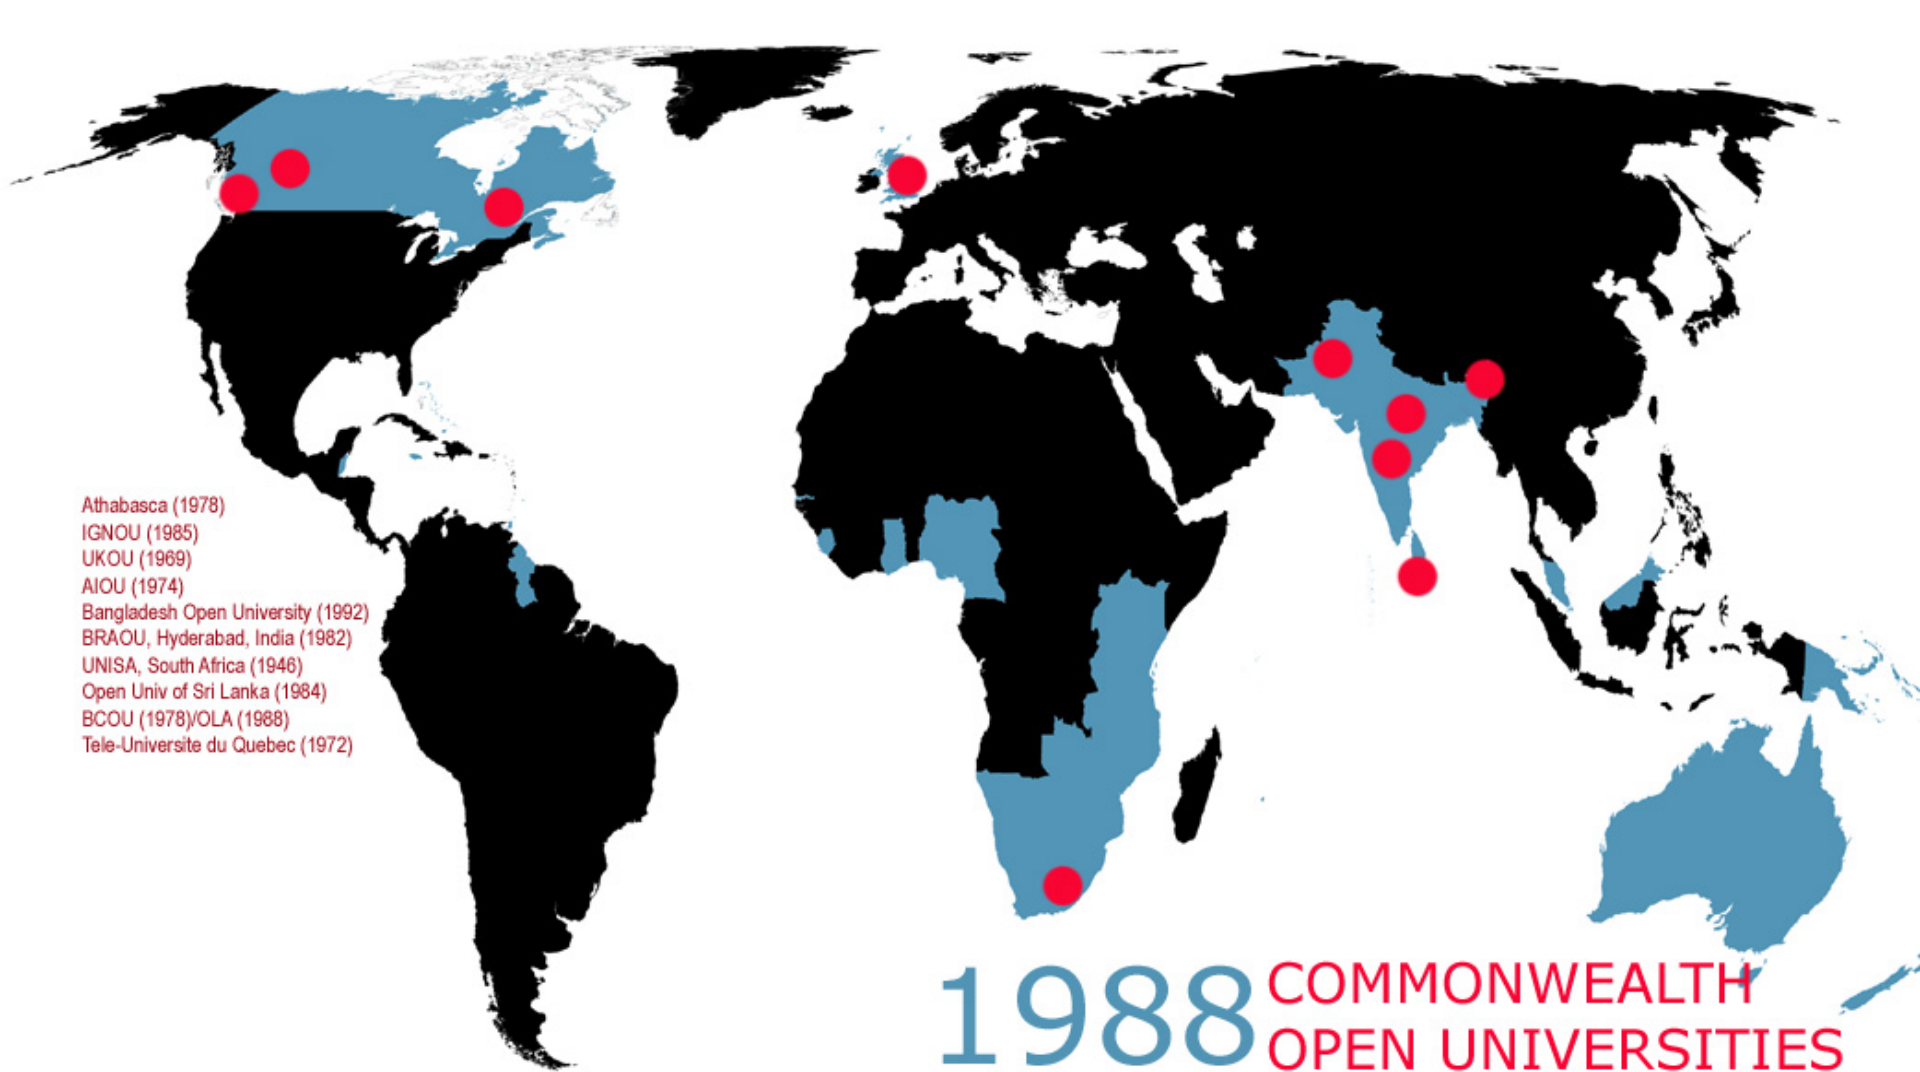 Athabasca (1978)
IGNOU (1985)
UKOU (1969)
AIOU (1974)
Bangladesh Open University (1992)
BRAOU, Hyderabad, India (1982)
UNISA, South Africa (1946)
Open Univ of Sri Lanka (1984)
BCOU (1978)/OLA (1988)
Tele-Universite du Quebec (1972)
1988 COMMONWEALTH
OPEN UNIVERSITIES